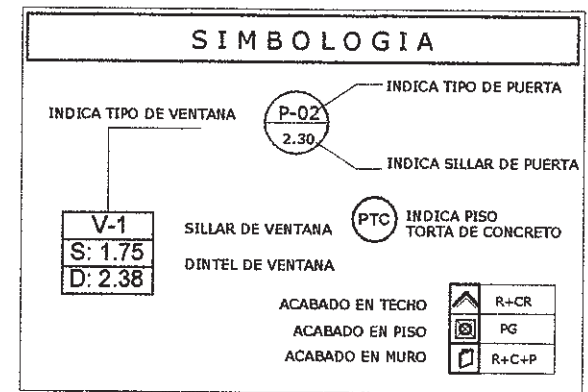 SIMBOLOGIA
INDICA TIPO DE PUERTA
INDICA TIPO DE VENTANA
P-02
2.30
INDICA SILLAR DE PUERTA
V-1
S: 1.75
D: 2.38
SILLAR DE VENTANA
DINTEL DE VENTANA
PTC
INDICA PISO
TORTA DE CONCRETO
ACABADO EN TECHO R+CR
ACABADO EN PISO PG
ACABADO EN MURO R+C+P